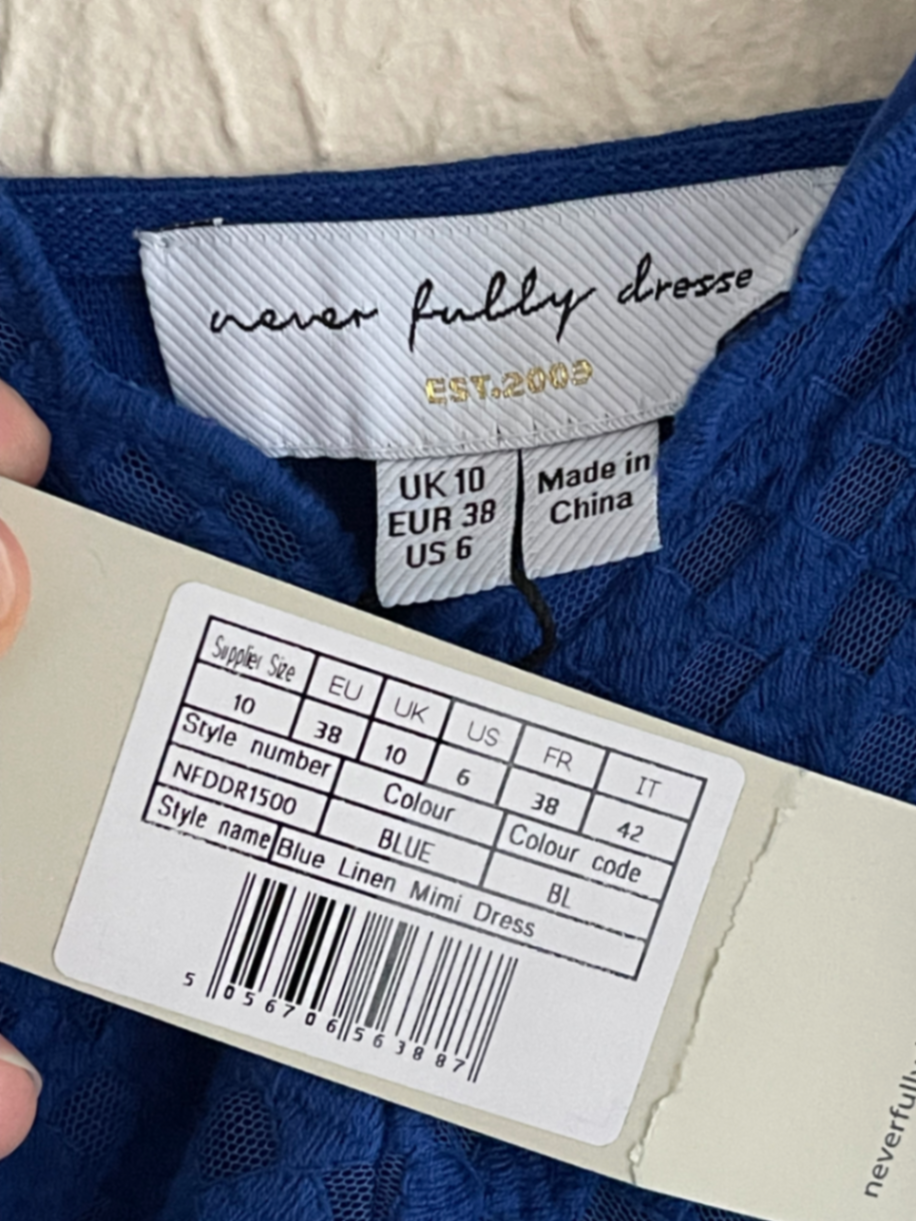 never fully dresse
EST.2009
UK 10
EUR 38
US 6
Made in
China
Supplier Size EU UK US FR IT
10 38 10 6 38 42
Style number Colour Colour code
NFDDR1500 BLUE BL
Style name Blue Linen Mimi Dress
5 056706 563887
neverfully